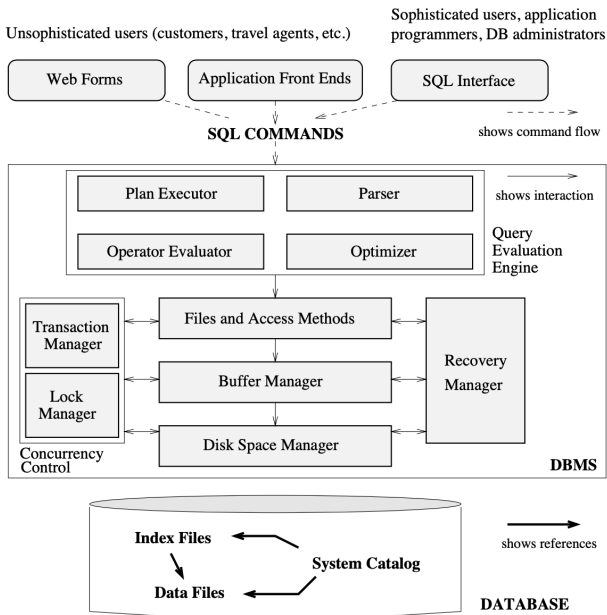 Unsophisticated users (customers, travel agents, etc.)
Sophisticated users, application
programmers, DB administrators
Web Forms
Application Front Ends
SQL Interface
SQL COMMANDS
shows command flow
Plan Executor
Parser
shows interaction
Operator Evaluator
Optimizer
Query
Evaluation
Engine
Files and Access Methods
Transaction
Manager
Recovery
Manager
Buffer Manager
Lock
Manager
Disk Space Manager
Concurrency
Control
DBMS
Index Files
System Catalog
Data Files
shows references
DATABASE